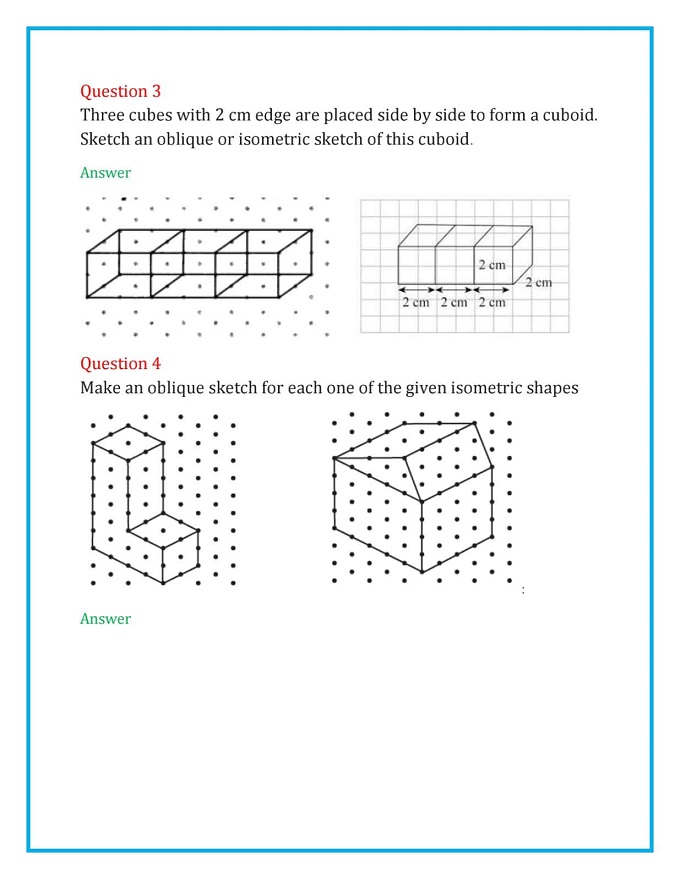 Question 3
Three cubes with 2 cm edge are placed side by side to form a cuboid.
Sketch an oblique or isometric sketch of this cuboid.
Answer
2 cm
2 cm
2 cm 2 cm 2 cm
Question 4
Make an oblique sketch for each one of the given isometric shapes
:
Answer